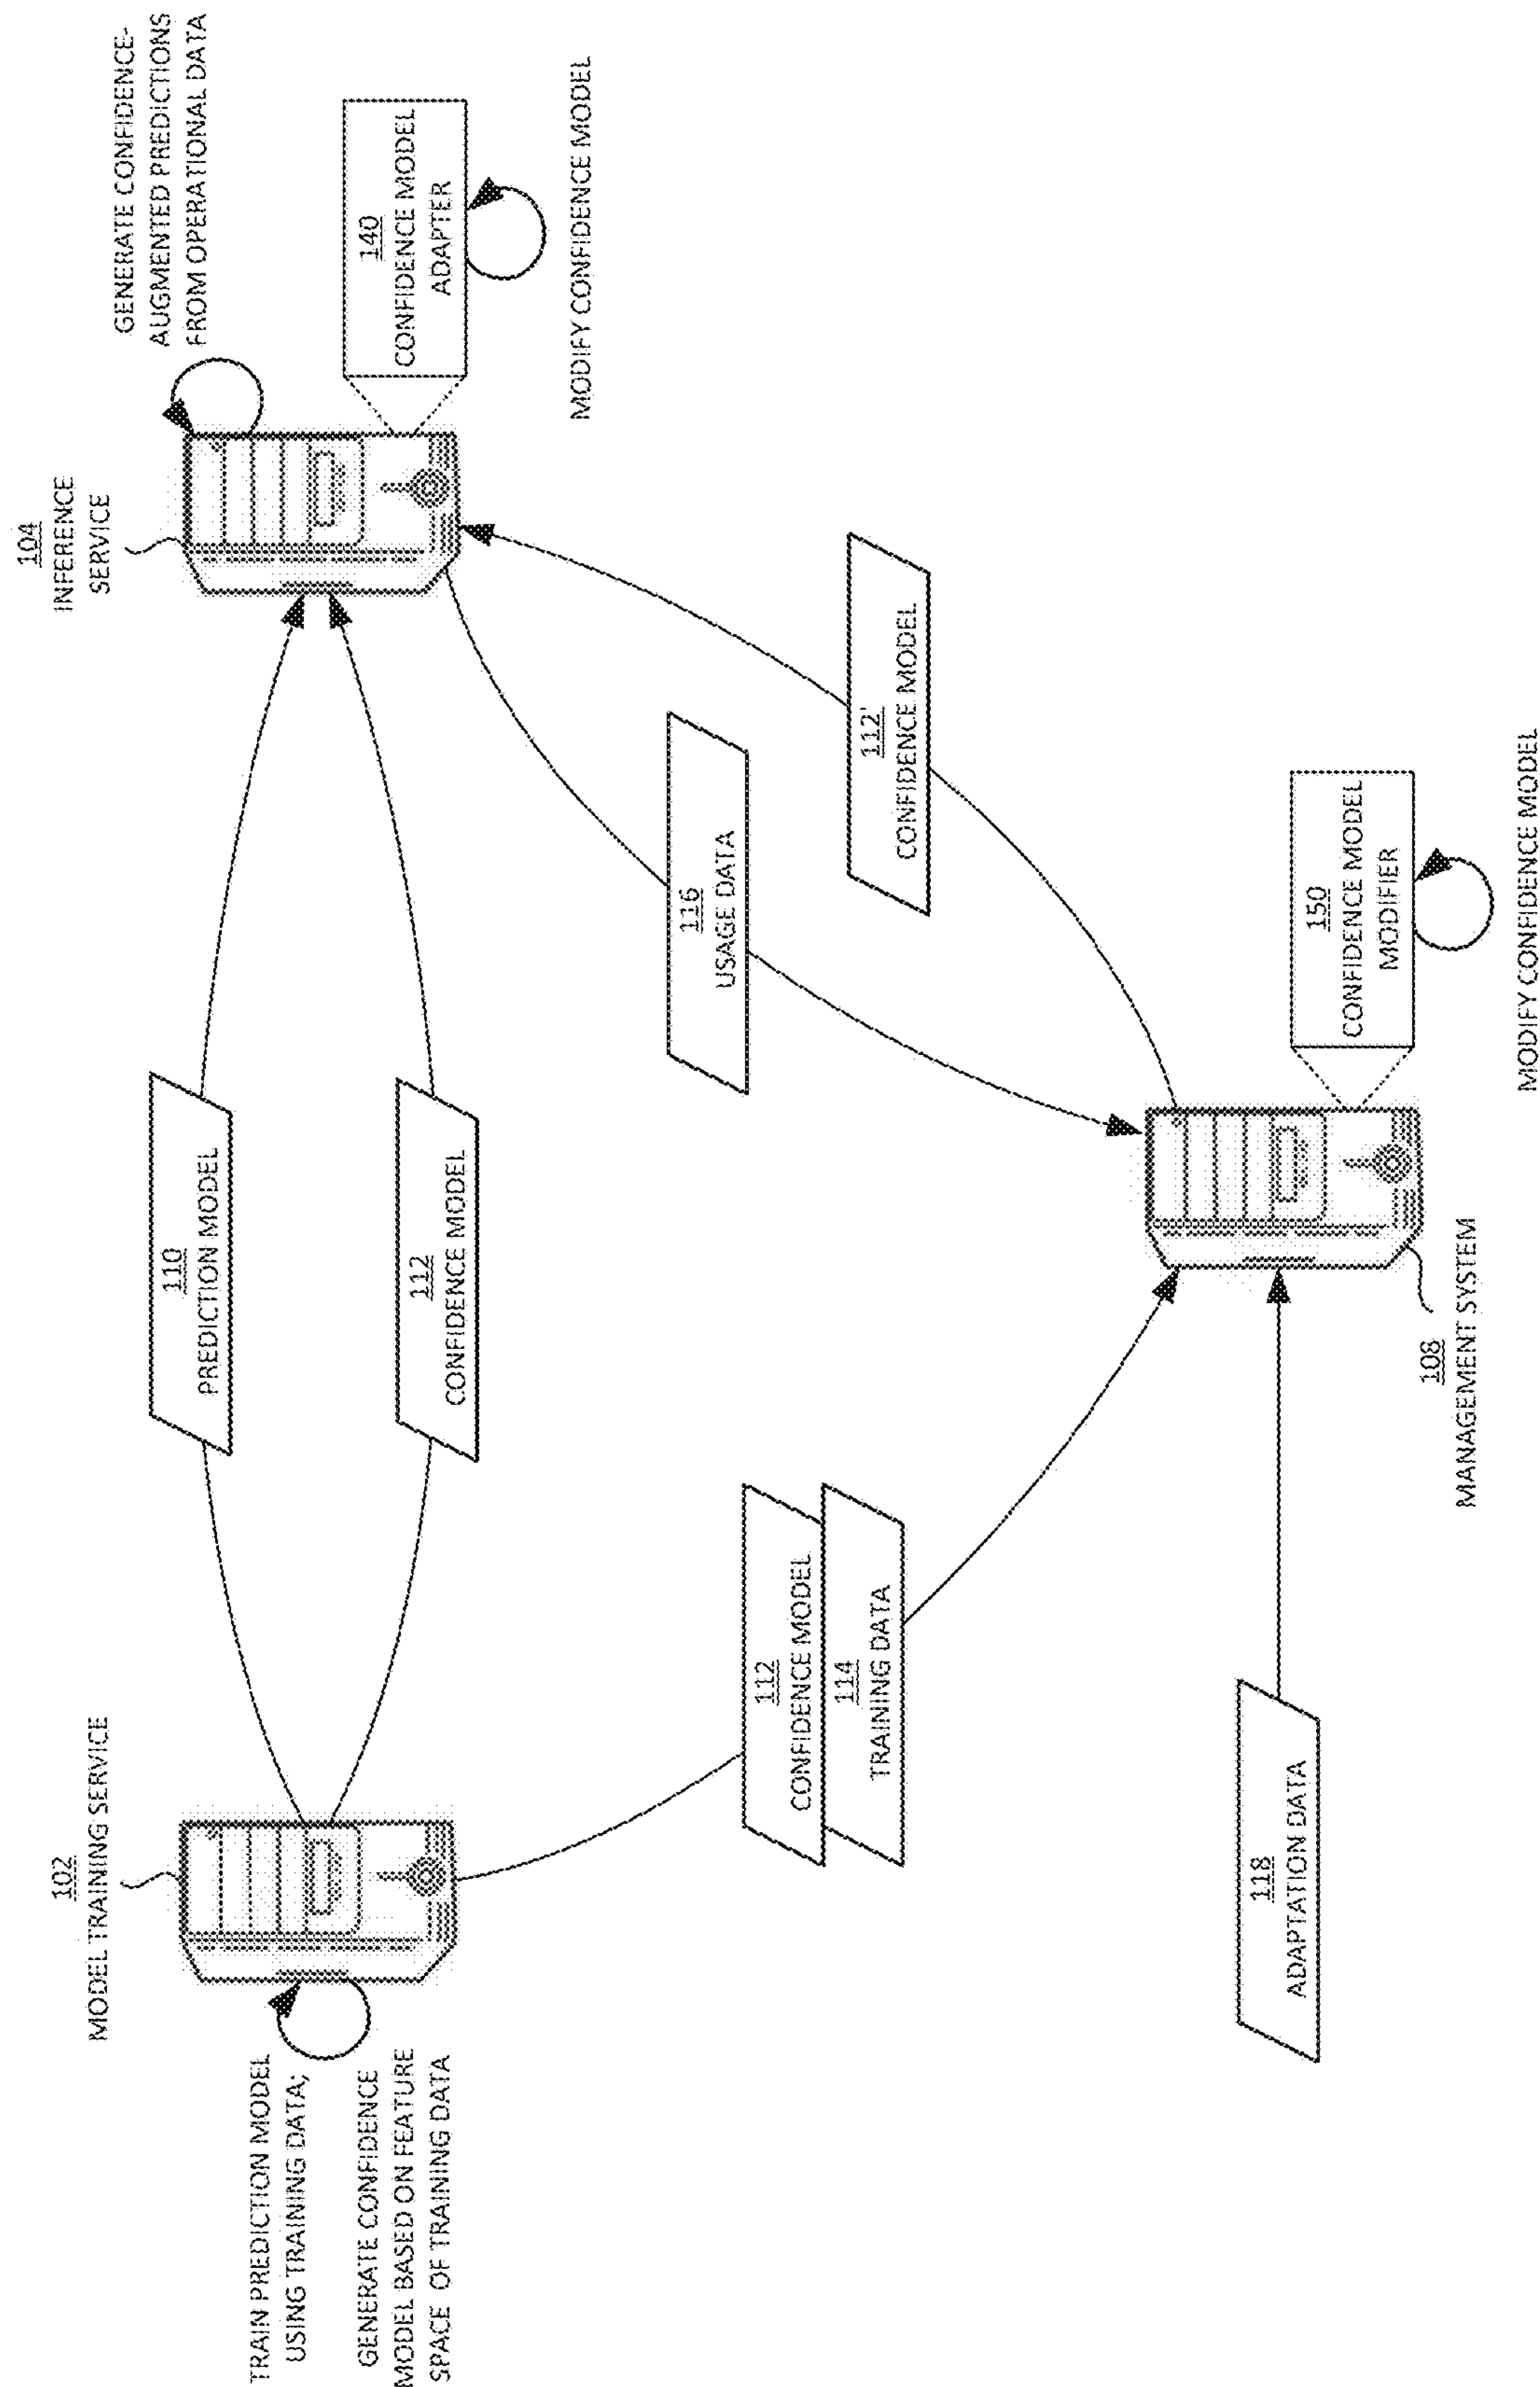 102
MODEL TRAINING SERVICE
TRAIN PREDICTION MODEL
USING TRAINING DATA;
GENERATE CONFIDENCE
MODEL BASED ON FEATURE
SPACE OF TRAINING DATA
110
PREDICTION MODEL
112
CONFIDENCE MODEL
104
INFERENCE
SERVICE
GENERATE CONFIDENCE-
AUGMENTED PREDICTIONS
FROM OPERATIONAL DATA
140
CONFIDENCE MODEL
ADAPTER
MODIFY CONFIDENCE MODEL
116
USAGE DATA
112'
CONFIDENCE MODEL
112
CONFIDENCE MODEL
114
TRAINING DATA
118
ADAPTATION DATA
108
MANAGEMENT SYSTEM
150
CONFIDENCE MODEL
MODIFIER
MODIFY CONFIDENCE MODEL